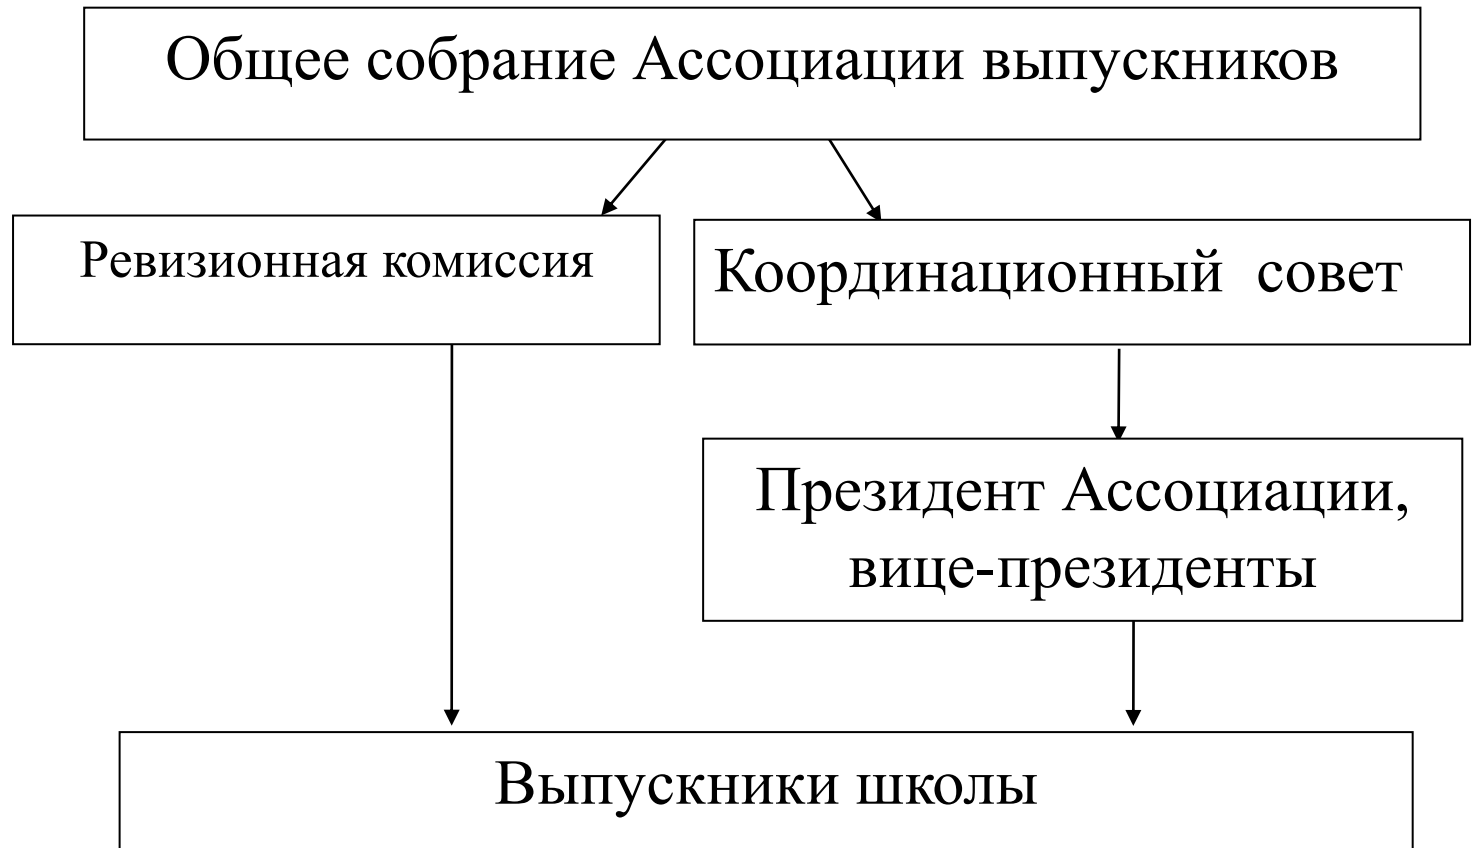 Общее собрание Ассоциации выпускников
Ревизионная комиссия
Координационный  совет
Президент Ассоциации,
вице-президенты
Выпускники школы